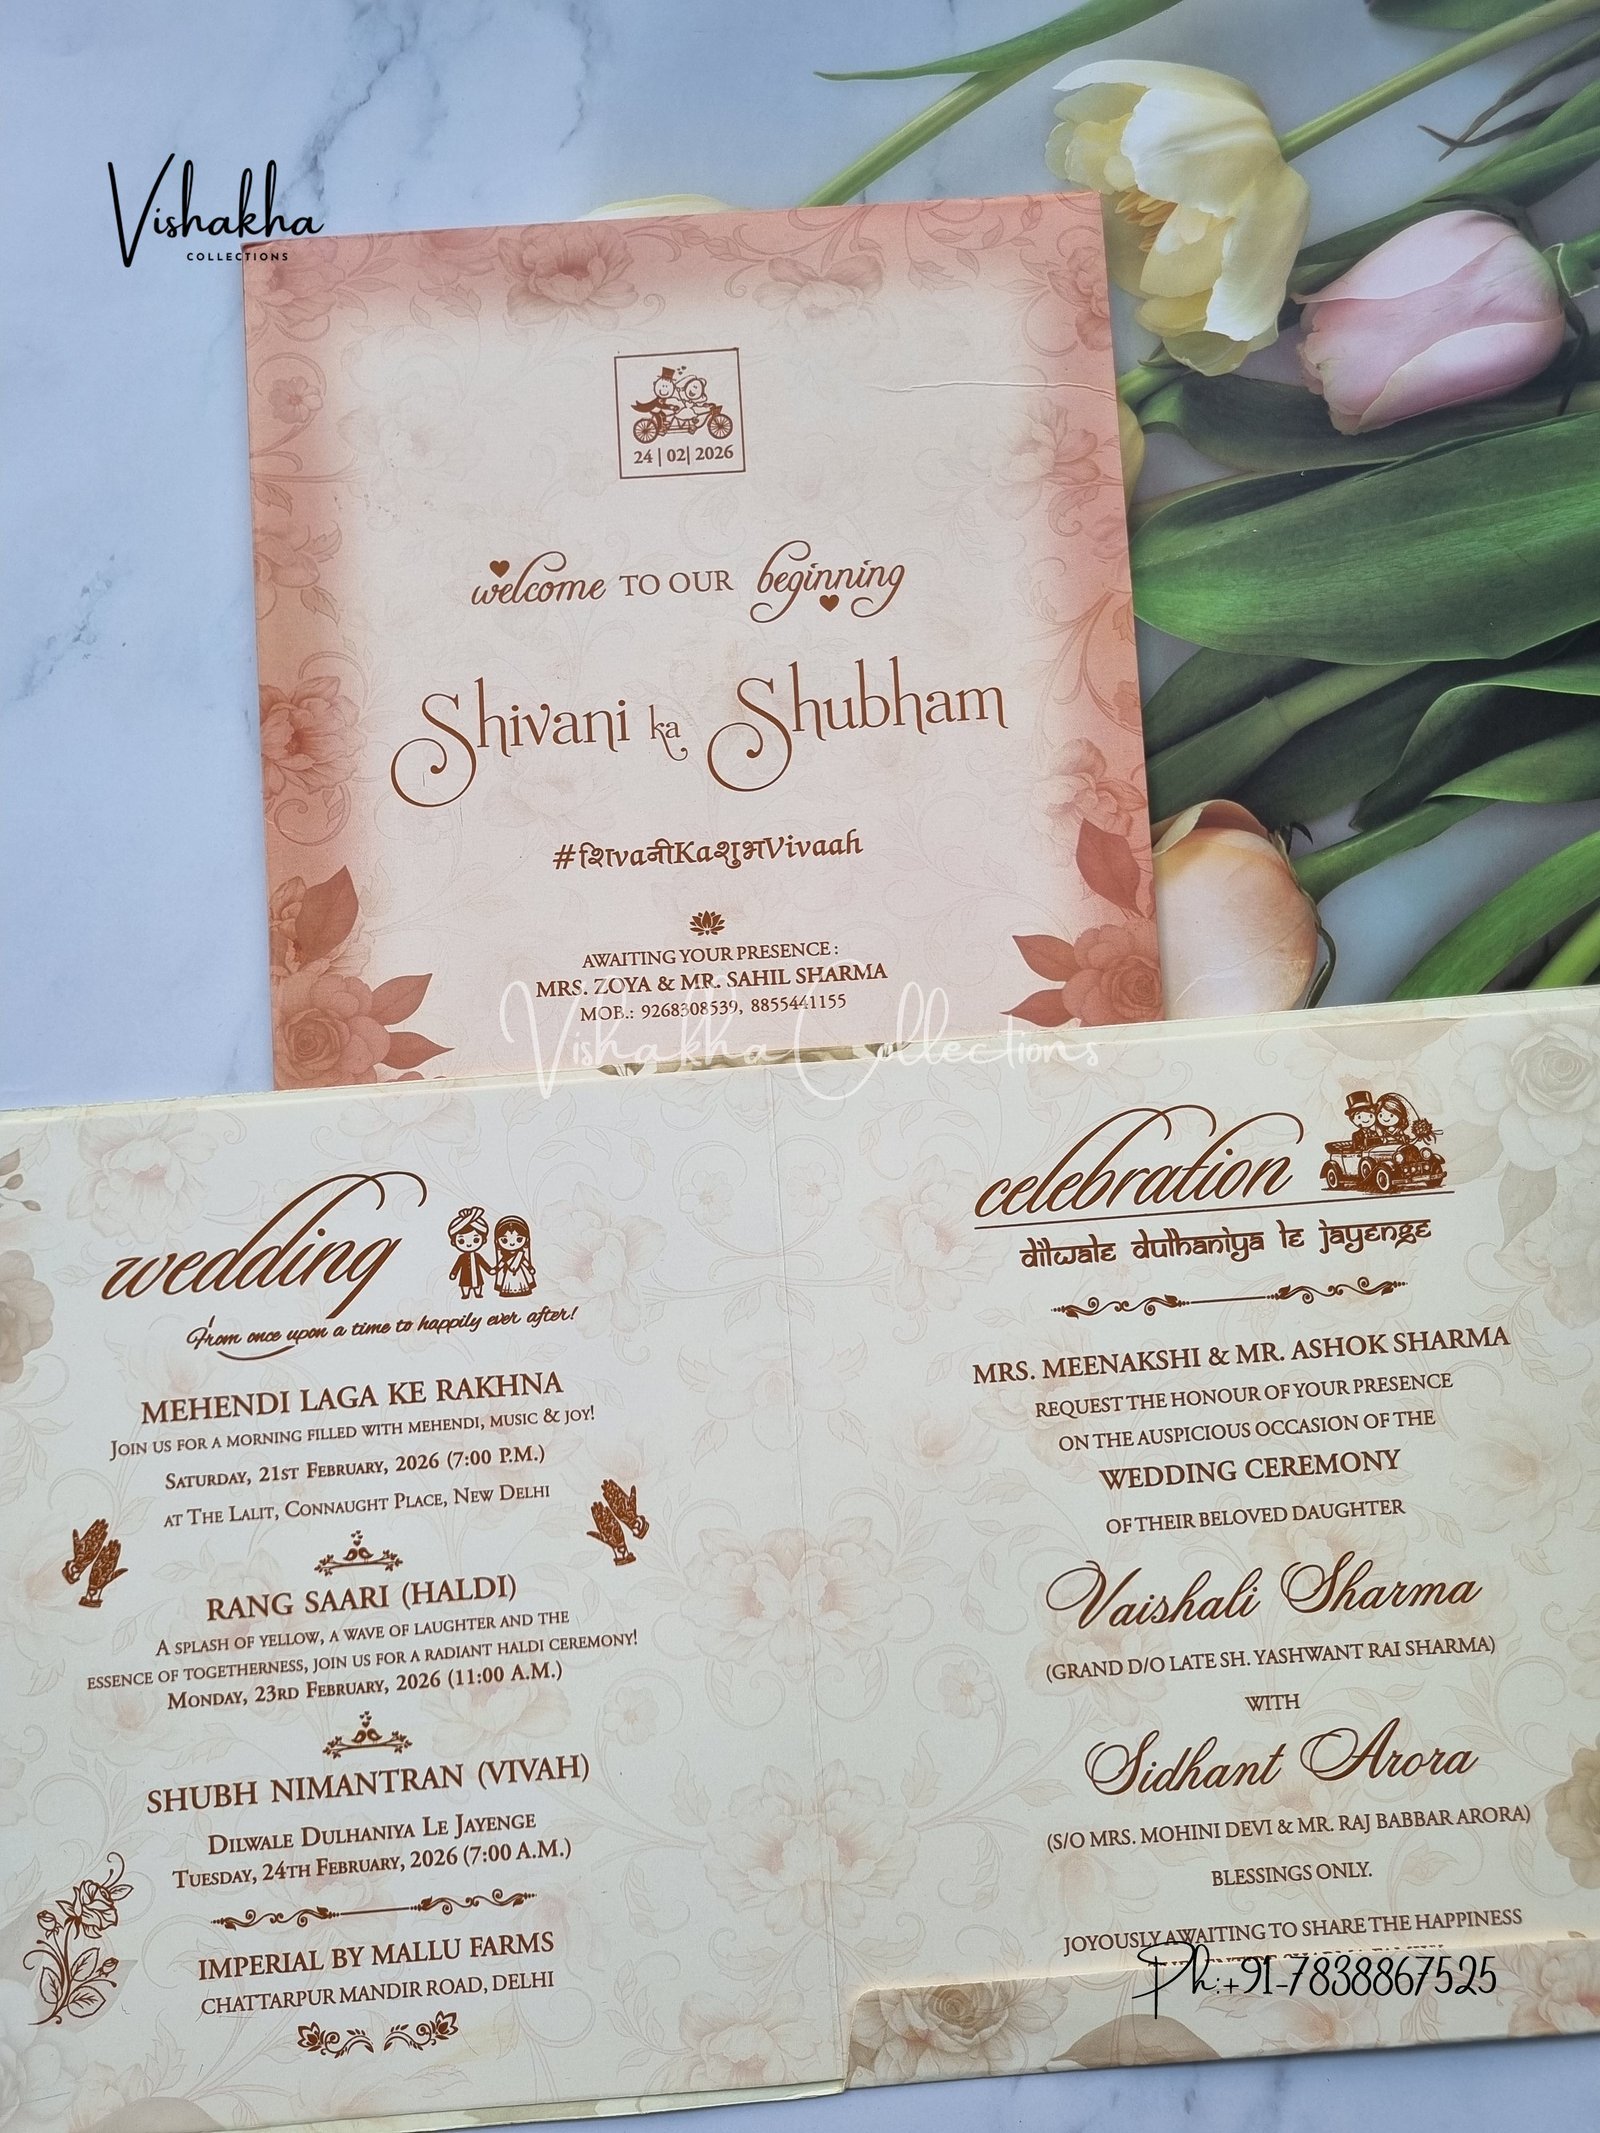 Vishakha
COLLECTIONS
24 | 02 | 2026
welcome TO OUR beginning
Shivani ka Shubham
#शिvaनीKaशुभVivaah
AWAITING YOUR PRESENCE :
MRS. ZOYA & MR. SAHIL SHARMA
MOB.: 9268308539, 8855441155
Vishakha Collections
wedding
From once upon a time to happily ever after!
MEHENDI LAGA KE RAKHNA
JOIN US FOR A MORNING FILLED WITH MEHENDI, MUSIC & JOY!
SATURDAY, 21ST FEBRUARY, 2026 (7:00 P.M.)
AT THE LALIT, CONNAUGHT PLACE, NEW DELHI
RANG SAARI (HALDI)
A SPLASH OF YELLOW, A WAVE OF LAUGHTER AND THE
ESSENCE OF TOGETHERNESS, JOIN US FOR A RADIANT HALDI CEREMONY!
MONDAY, 23RD FEBRUARY, 2026 (11:00 A.M.)
SHUBH NIMANTRAN (VIVAH)
DILWALE DULHANIYA LE JAYENGE
TUESDAY, 24TH FEBRUARY, 2026 (7:00 A.M.)
IMPERIAL BY MALLU FARMS
CHATTARPUR MANDIR ROAD, DELHI
celebration
dilwale dulhaniya le jayenge
MRS. MEENAKSHI & MR. ASHOK SHARMA
REQUEST THE HONOUR OF YOUR PRESENCE
ON THE AUSPICIOUS OCCASION OF THE
WEDDING CEREMONY
OF THEIR BELOVED DAUGHTER
Vaishali Sharma
(GRAND D/O LATE SH. YASHWANT RAI SHARMA)
WITH
Sidhant Arora
(S/O MRS. MOHINI DEVI & MR. RAJ BABBAR ARORA)
BLESSINGS ONLY.
JOYOUSLY AWAITING TO SHARE THE HAPPINESS
Ph:+91-7838867525